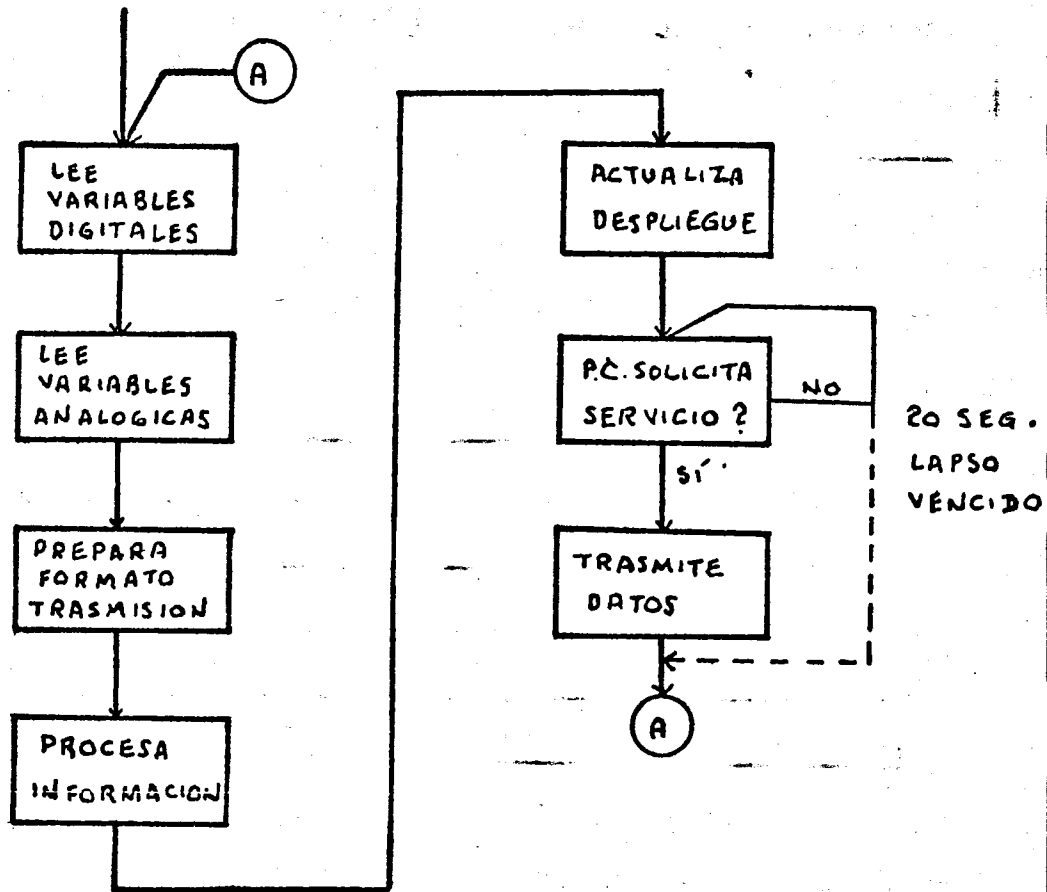 A
LEE
VARIABLES
DIGITALES
LEE
VARIABLES
ANALOGICAS
PREPARA
FORMATO
TRASMISION
PROCESA
INFORMACION
ACTUALIZA
DESPLIEGUE
P.C. SOLICITA
SERVICIO?
NO
SÍ
20 SEG.
LAPSO
VENCIDO
TRASMITE
DATOS
A